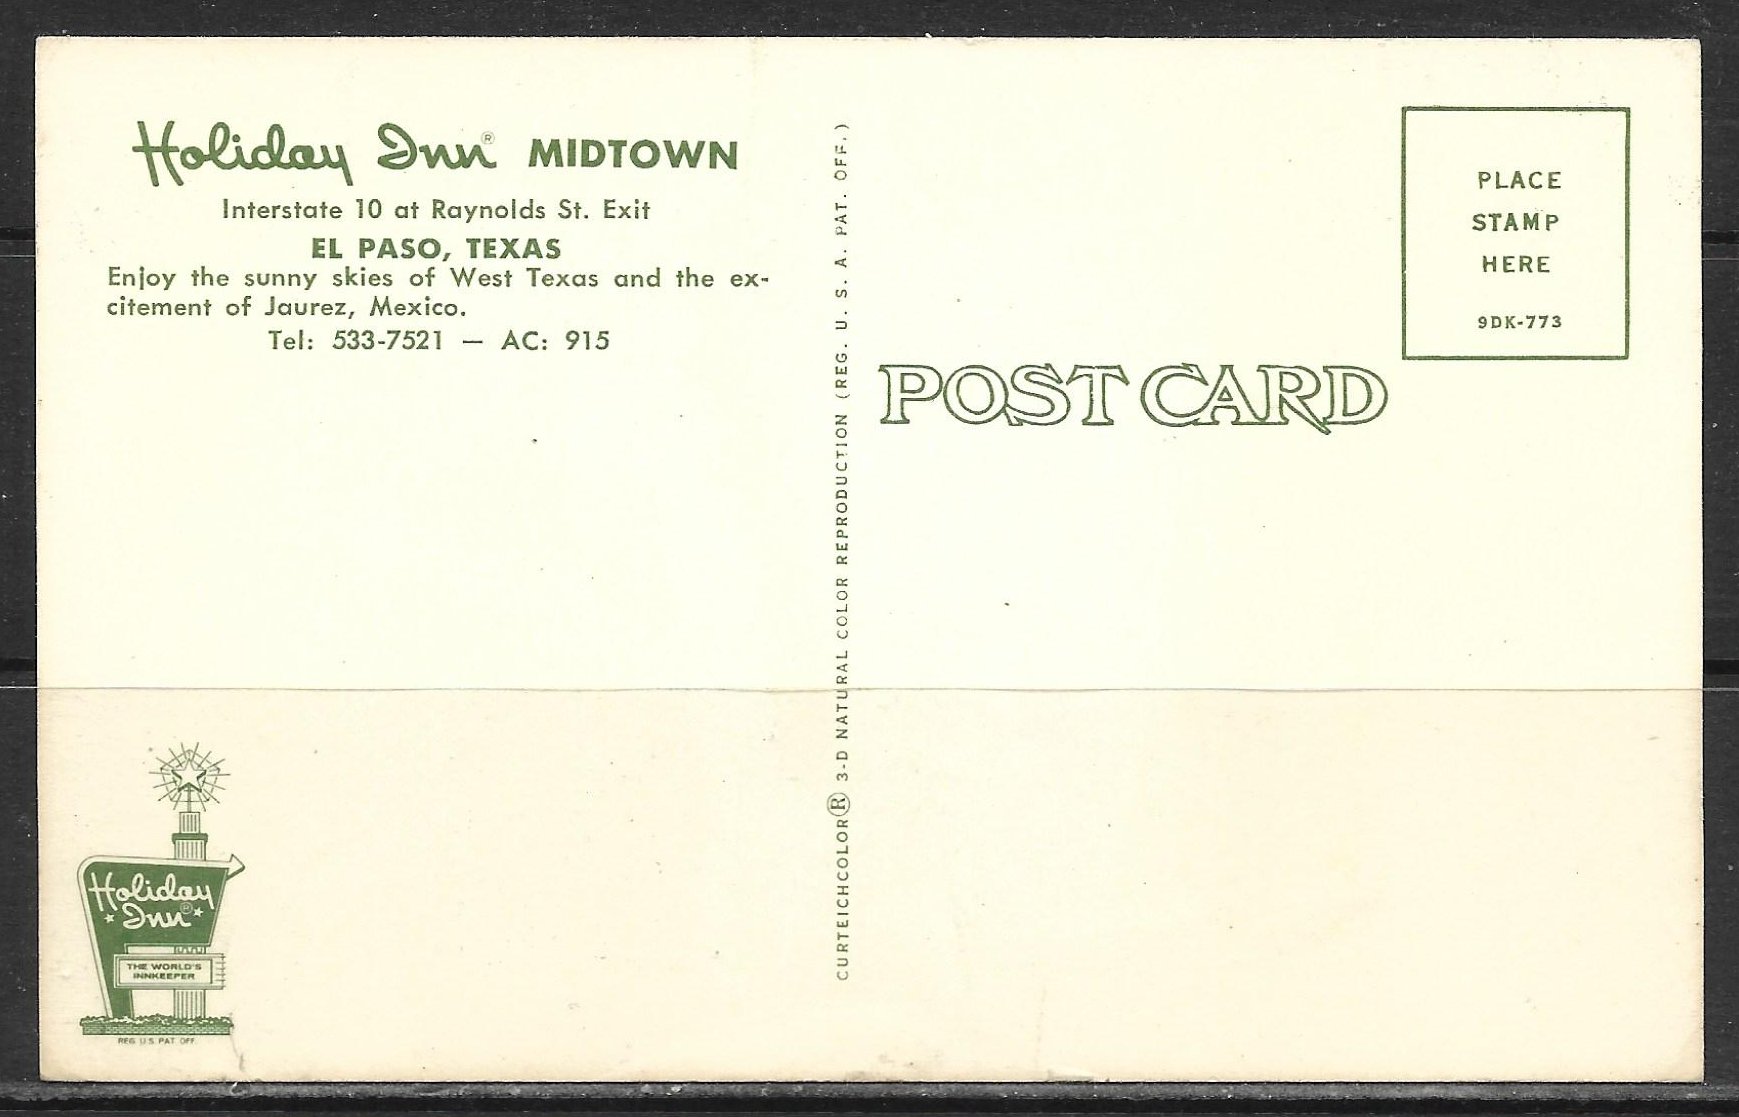 Holiday Inn® MIDTOWN
Interstate 10 at Raynolds St. Exit
EL PASO, TEXAS
Enjoy the sunny skies of West Texas and the ex-
citement of Jaurez, Mexico.
Tel: 533-7521 — AC: 915
CURTEICHCOLOR® 3-D NATURAL COLOR REPRODUCTION (REG. U. S. A. PAT. OFF.)
PLACE
STAMP
HERE
9DK-773
POST CARD
Holiday
Inn®
THE WORLD'S
INNKEEPER
REG U.S. PAT OFF.